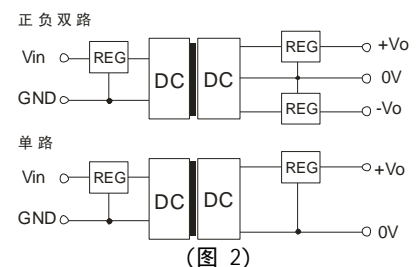 正负双路
Vin REG DC DC REG +Vo
0V
GND REG -Vo
单路
Vin REG DC DC REG +Vo
GND 0V
(图 2)